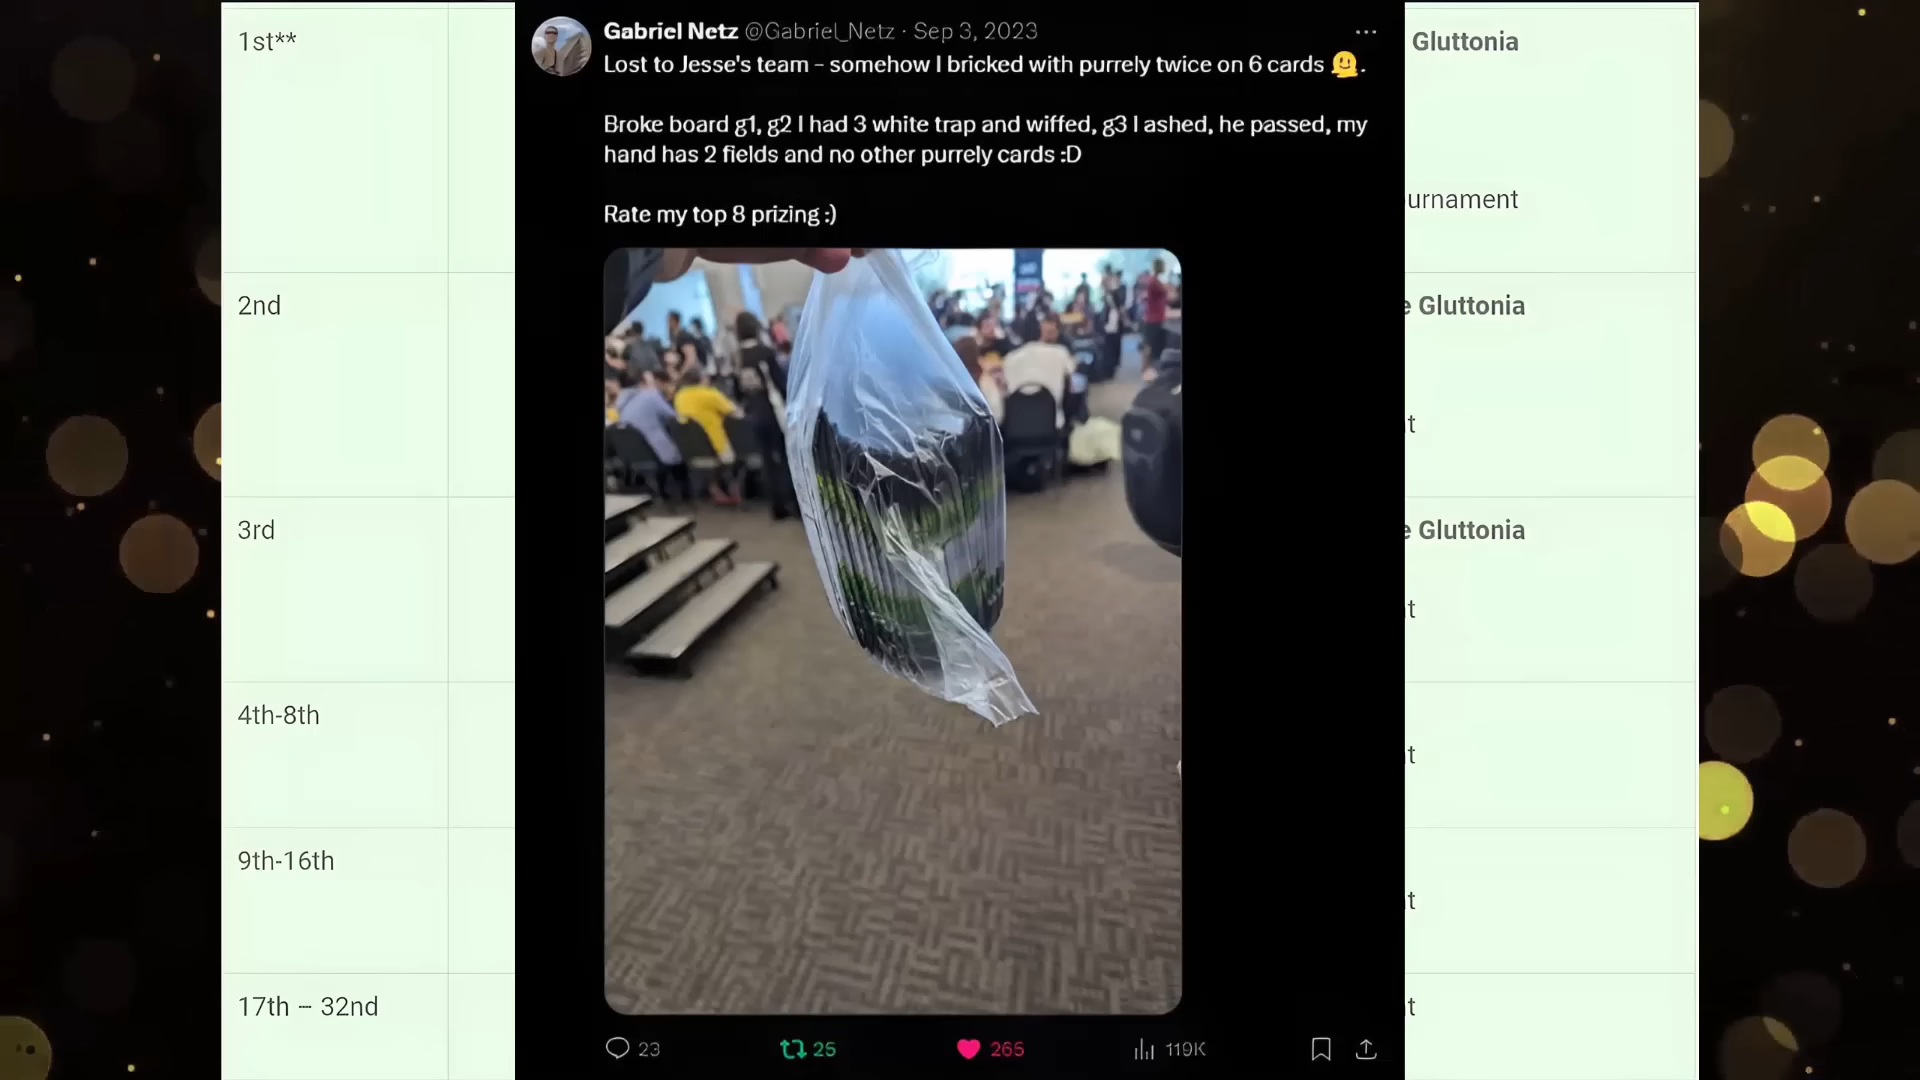 1st**
2nd
3rd
4th-8th
9th-16th
17th – 32nd
Gabriel Netz @Gabriel_Netz · Sep 3, 2023
Lost to Jesse's team - somehow I bricked with purrely twice on 6 cards 🫠.
Broke board g1, g2 I had 3 white trap and wiffed, g3 I ashed, he passed, my
hand has 2 fields and no other purrely cards :D
Rate my top 8 prizing :)
23
25
265
119K
Gluttonia
urnament
e Gluttonia
t
e Gluttonia
t
t
t
t